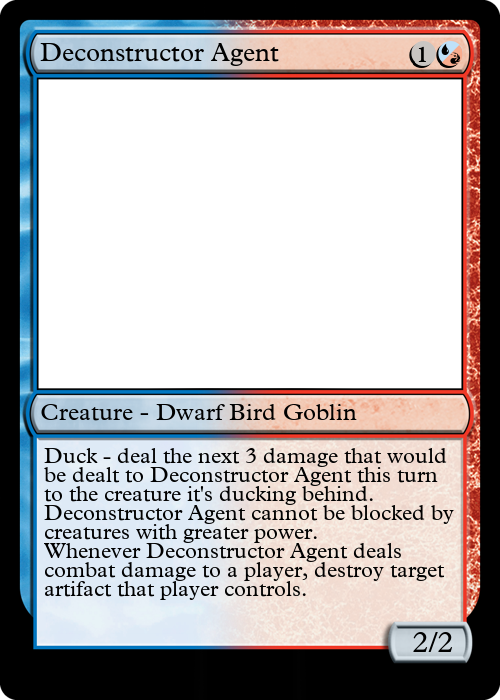 Deconstructor Agent 1
Creature - Dwarf Bird Goblin
Duck - deal the next 3 damage that would
be dealt to Deconstructor Agent this turn
to the creature it's ducking behind.
Deconstructor Agent cannot be blocked by
creatures with greater power.
Whenever Deconstructor Agent deals
combat damage to a player, destroy target
artifact that player controls.
2/2